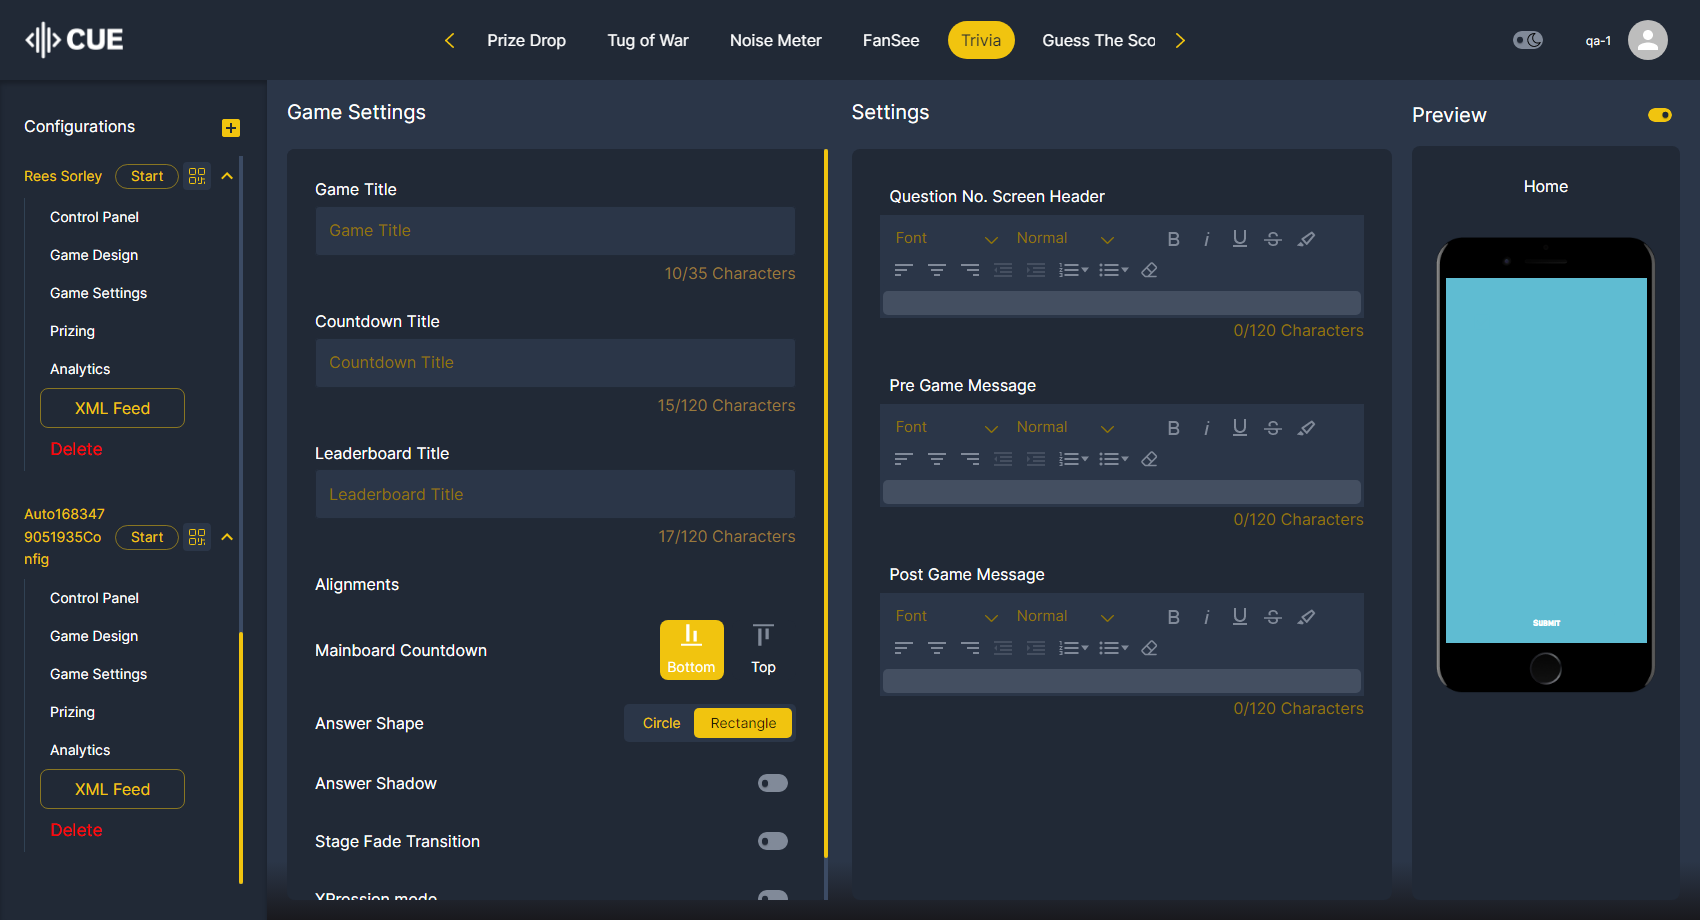 CUE
Prize Drop
Tug of War
Noise Meter
FanSee
Trivia
Guess The Sco
qa-1
Configurations
Rees Sorley
Start
Control Panel
Game Design
Game Settings
Prizing
Analytics
XML Feed
Delete
Auto168347
9051935Co
nfig
Start
Control Panel
Game Design
Game Settings
Prizing
Analytics
XML Feed
Delete
Game Settings
Game Title
Game Title
10/35 Characters
Countdown Title
Countdown Title
15/120 Characters
Leaderboard Title
Leaderboard Title
17/120 Characters
Alignments
Mainboard Countdown
Bottom
Top
Answer Shape
Circle
Rectangle
Answer Shadow
Stage Fade Transition
XPression mode
Settings
Question No. Screen Header
Font
Normal
B i U S
0/120 Characters
Pre Game Message
Font
Normal
B i U S
0/120 Characters
Post Game Message
Font
Normal
B i U S
0/120 Characters
Preview
Home
SUBMIT